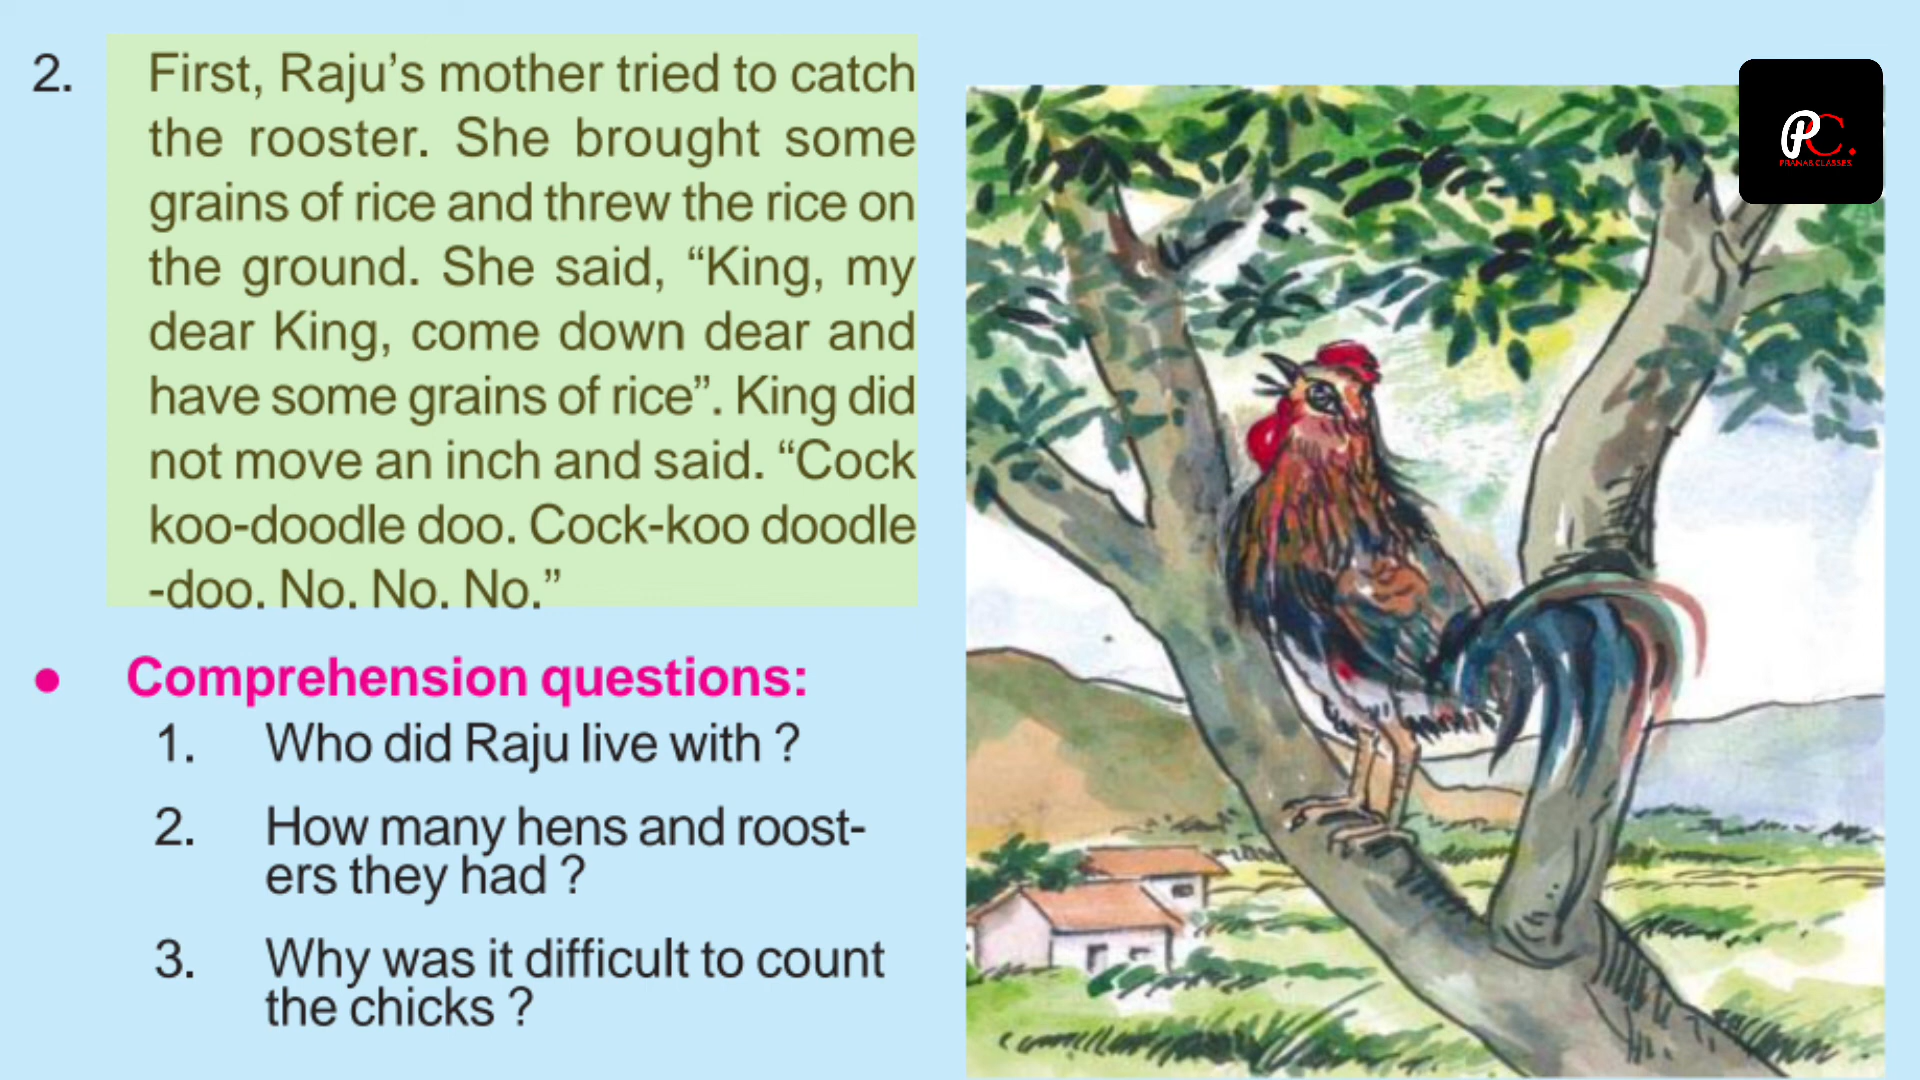 2. First, Raju’s mother tried to catch
the rooster. She brought some
grains of rice and threw the rice on
the ground. She said, “King, my
dear King, come down dear and
have some grains of rice”. King did
not move an inch and said. “Cock
koo-doodle doo. Cock-koo doodle
-doo. No. No. No.”
● Comprehension questions:
1. Who did Raju live with ?
2. How many hens and roost-
ers they had ?
3. Why was it difficult to count
the chicks ?
PC.
PRANAB CLASSES